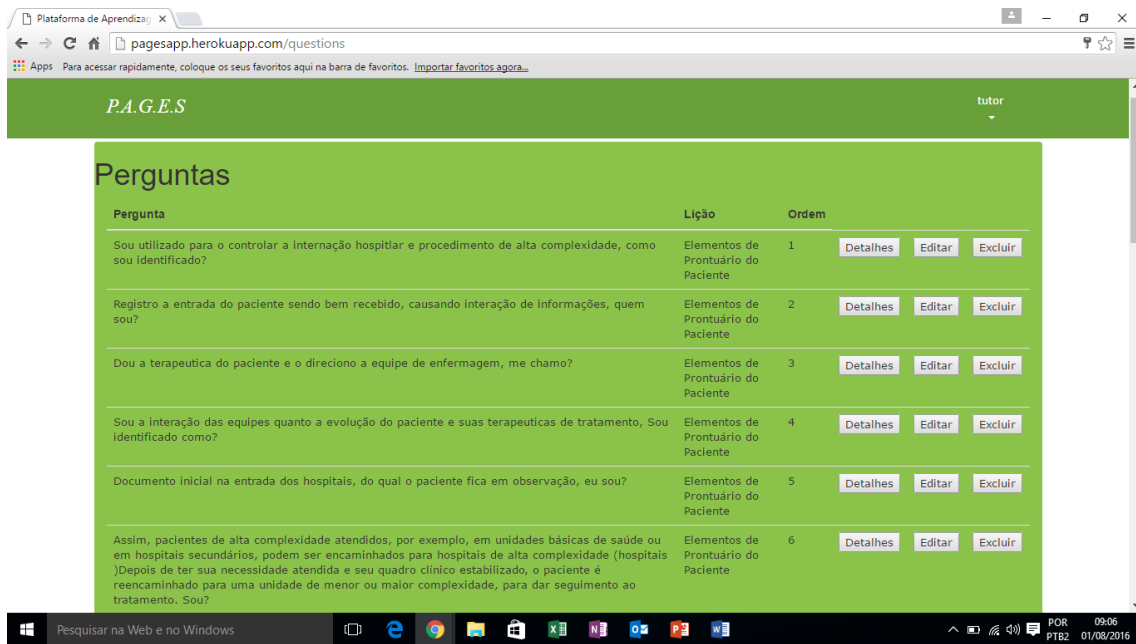 Plataforma de Aprendizag
pagesapp.herokuapp.com/questions
Apps Para acessar rapidamente, coloque os seus favoritos aqui na barra de favoritos. Importar favoritos agora...
P.A.G.E.S
tutor
Perguntas
Pergunta Lição Ordem
Sou utilizado para o controlar a internação hospitlar e procedimento de alta complexidade, como
sou identificado?
Elementos de
Prontuário do
Paciente
1
Detalhes Editar Excluir
Registro a entrada do paciente sendo bem recebido, causando interação de informações, quem
sou?
Elementos de
Prontuário do
Paciente
2
Detalhes Editar Excluir
Dou a terapeutica do paciente e o direciono a equipe de enfermagem, me chamo?
Elementos de
Prontuário do
Paciente
3
Detalhes Editar Excluir
Sou a interação das equipes quanto a evolução do paciente e suas terapeuticas de tratamento, Sou
identificado como?
Elementos de
Prontuário do
Paciente
4
Detalhes Editar Excluir
Documento inicial na entrada dos hospitais, do qual o paciente fica em observação, eu sou?
Elementos de
Prontuário do
Paciente
5
Detalhes Editar Excluir
Assim, pacientes de alta complexidade atendidos, por exemplo, em unidades básicas de saúde ou
em hospitais secundários, podem ser encaminhados para hospitais de alta complexidade (hospitais
)Depois de ter sua necessidade atendida e seu quadro clínico estabilizado, o paciente é
reencaminhado para uma unidade de menor ou maior complexidade, para dar seguimento ao
tratamento. Sou?
Elementos de
Prontuário do
Paciente
6
Detalhes Editar Excluir
Pesquisar na Web e no Windows
POR
PTB2
09:06
01/08/2016